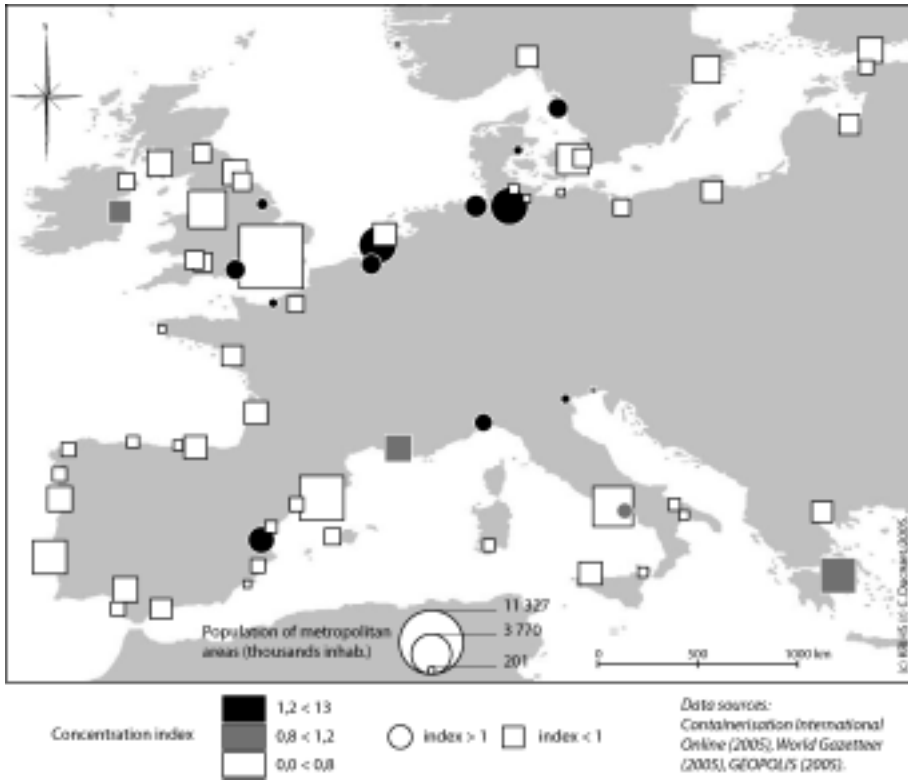 11 327
3 770
201
Population of metropolitan
areas (thousands inhab.)
0 500 1000 km
Concentration index
1,2 < 13
0,8 < 1,2
0,0 < 0,8
index > 1
index < 1
Data sources:
Containerisation International
Online (2005), World Gazetteer
(2005), GEOPOLIS (2005).